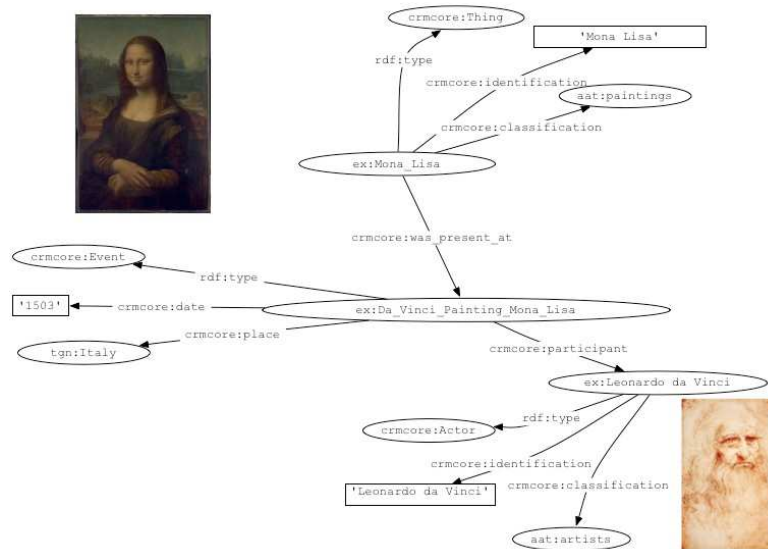 crmcore:Thing
'Mona Lisa'
rdf:type
crmcore:identification
aat:paintings
crmcore:classification
ex:Mona_Lisa
crmcore:was_present_at
crmcore:Event
rdf:type
'1503'
crmcore:date
ex:Da_Vinci_Painting_Mona_Lisa
crmcore:place
tgn:Italy
crmcore:participant
ex:Leonardo da Vinci
rdf:type
crmcore:Actor
crmcore:identification
crmcore:classification
'Leonardo da Vinci'
aat:artists